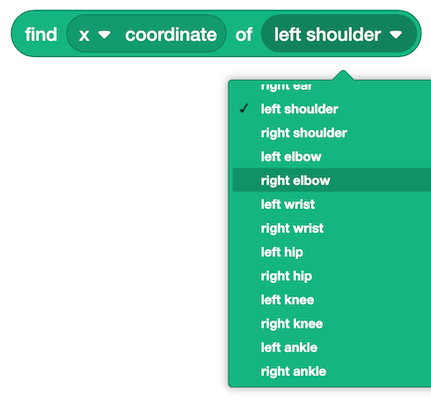 find x coordinate of left shoulder
right ear
left shoulder
right shoulder
left elbow
right elbow
left wrist
right wrist
left hip
right hip
left knee
right knee
left ankle
right ankle